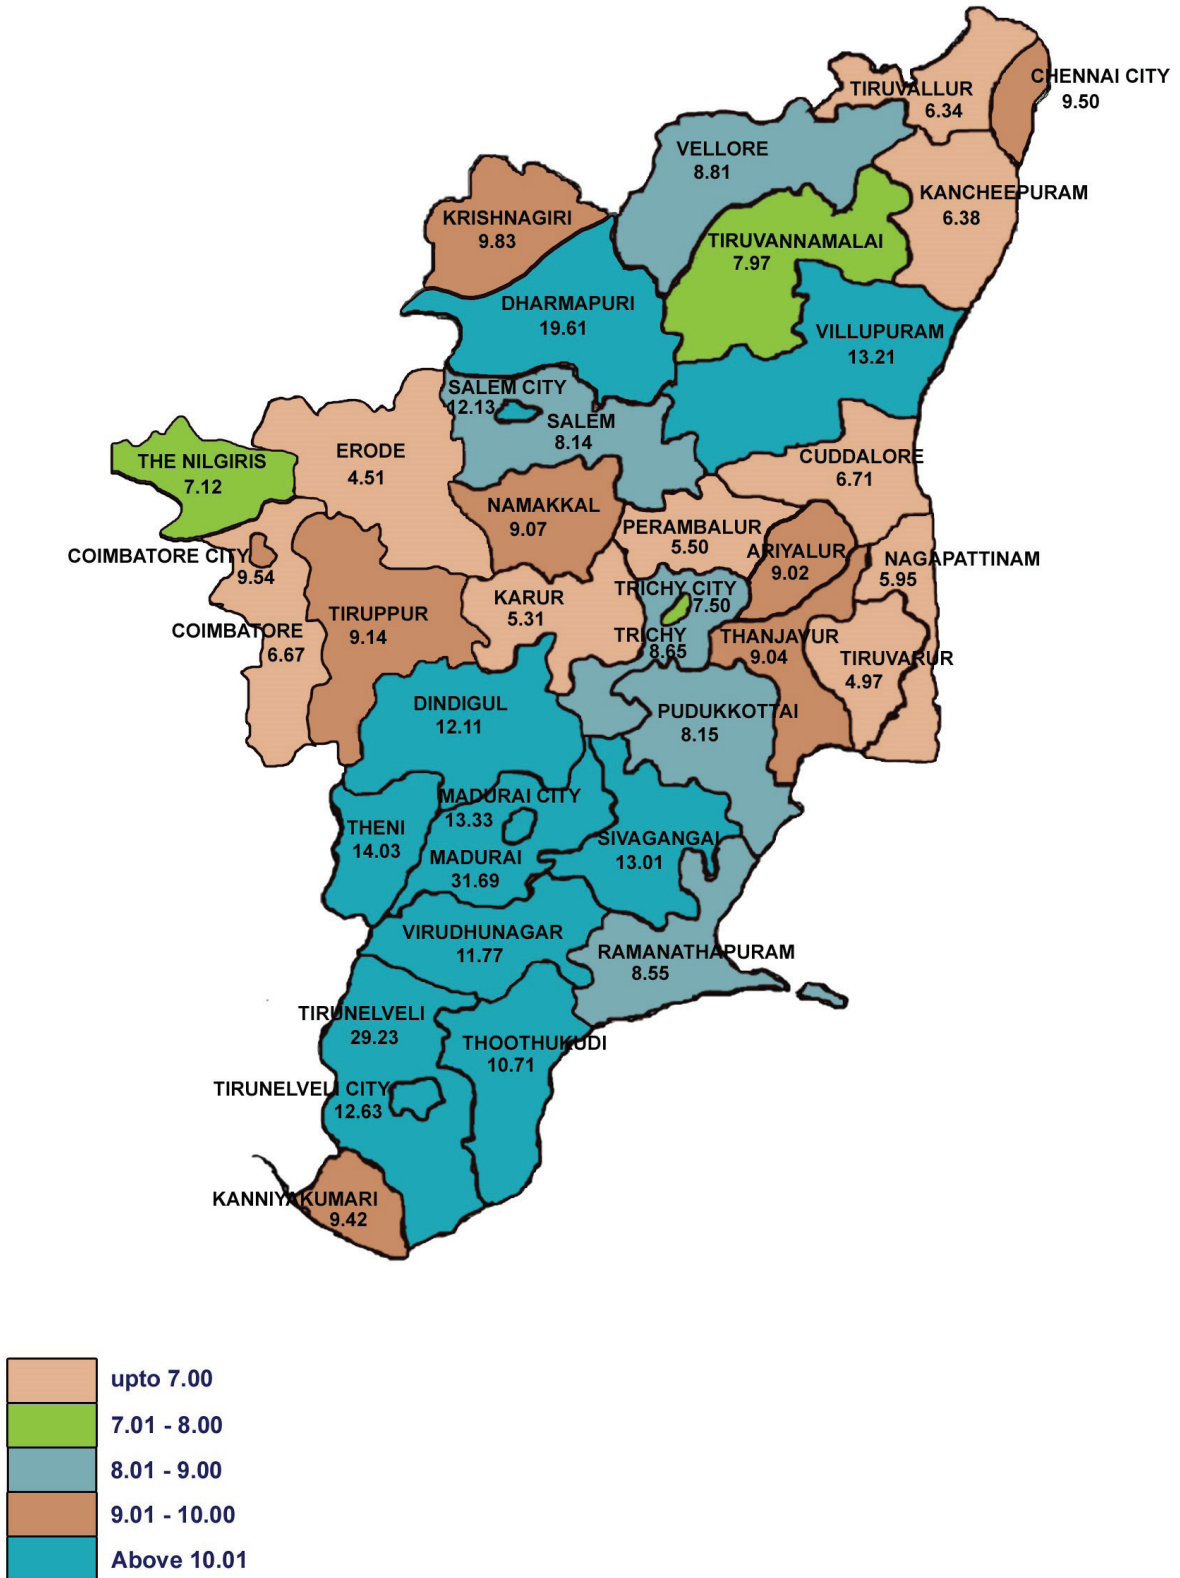 CHENNAI CITY
9.50
TIRUVALLUR
6.34
VELLORE
8.81
KANCHEEPURAM
6.38
KRISHNAGIRI
9.83
TIRUVANNAMALAI
7.97
DHARMAPURI
19.61
VILLUPURAM
13.21
SALEM CITY
12.13
SALEM
8.14
ERODE
4.51
THE NILGIRIS
7.12
CUDDALORE
6.71
NAMAKKAL
9.07
PERAMBALUR
5.50
ARIYALUR
9.02
NAGAPATTINAM
5.95
COIMBATORE CITY
9.54
TRICHY CITY
7.50
KARUR
5.31
TIRUPPUR
9.14
COIMBATORE
6.67
TRICHY
8.65
THANJAVUR
9.04
TIRUVARUR
4.97
DINDIGUL
12.11
PUDUKKOTTAI
8.15
MADURAI CITY
13.33
THENI
14.03
SIVAGANGAI
13.01
MADURAI
31.69
VIRUDHUNAGAR
11.77
RAMANATHAPURAM
8.55
TIRUNELVELI
29.23
THOOTHUKUDI
10.71
TIRUNELVELI CITY
12.63
KANNIYAKUMARI
9.42
upto 7.00
7.01 - 8.00
8.01 - 9.00
9.01 - 10.00
Above 10.01